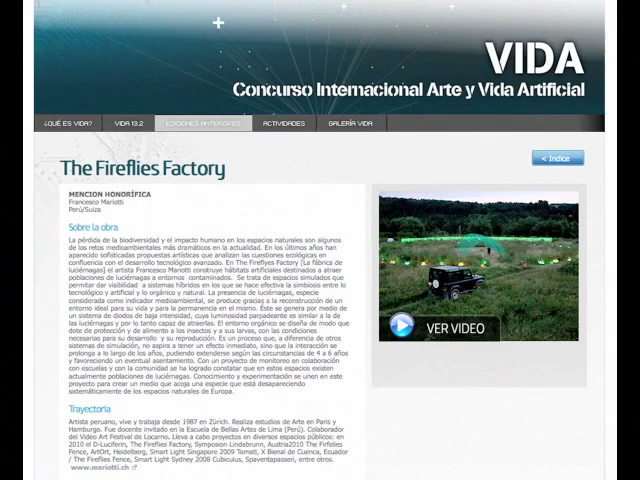 VIDA
Concurso Internacional Arte y Vida Artificial
¿QUÉ ES VIDA?
VIDA 13.2
EDICIONES ANTERIORES
ACTIVIDADES
GALERÍA VIDA
The Fireflies Factory
< Indice
MENCION HONORÍFICA
Francesco Mariotti
Perú/Suiza
Sobre la obra
La pérdida de la biodiversidad y el impacto humano en los espacios naturales son algunos
de los retos medioambientales más dramáticos en la actualidad. En los últimos años han
aparecido sofisticadas propuestas artísticas que analizan las cuestiones ecológicas en
confluencia con el desarrollo tecnológico avanzado. En The Fireflyes Factory [La fábrica de
luciérnagas] el artista Francesco Mariotti construye hábitats artificiales destinados a atraer
poblaciones de luciérnagas a entornos contaminados. Se trata de espacios simulados que
permitar dar visibilidad a sistemas híbridos en los que se hace efectiva la simbiosis entre lo
tecnológico y artificial y lo orgánico y natural. La presencia de luciérnagas, especie
considerada como indicador medioambiental, se produce gracias a la reconstrucción de un
entorno ideal para su vida y para la permanencia en el mismo. Éste se genera por medio de
un sistema de diodos de baja intensidad, cuya luminosidad parpadeante es similar a la de
las luciérnagas y por lo tanto capaz de atraerlas. El entorno orgánico se diseña de modo que
dote de protección y de alimento a los insectos y a sus larvas, con las condiciones
necesarias para su desarrollo y su reproducción. Es un proceso que, a diferencia de otros
sistemas de simulación, no aspira a tener un efecto inmediato, sino que la interacción se
prolonga a lo largo de los años, pudiendo extenderse según las circunstancias de 4 a 6 años
y favoreciendo un eventual asentamiento. Con un proyecto de monitoreo en colaboración
con escuelas y con la comunidad se ha logrado constatar que en estos espacios existen
actualmente poblaciones de luciérnagas. Conocimiento y experimentación se unen en este
proyecto para crear un medio que acoja una especie que está desapareciendo
sistemáticamente de los espacios naturales de Europa.
VER VIDEO
Trayectoria
Artista peruano, vive y trabaja desde 1987 en Zürich. Realiza estudios de Arte en Paris y
Hamburgo. Fue docente invitado en la Escuela de Bellas Artes de Lima (Perú). Colaborador
del Video Art Festival de Locarno. Lleva a cabo proyectos en diversos espacios públicos: en
2010 el D-Luciferin, The Fireflies Factory, Symposion Lindabrunn, Austria2010 The Firfelies
Fence, ArtOrt, Heidelberg, Smart Light Singapore 2009 Tomati, X Bienal de Cuenca, Ecuador
/ The Fireflies Fence, Smart Light Sydney 2008 Cubiculus, Spaventapasseri, entre otros.
www.mariotti.ch